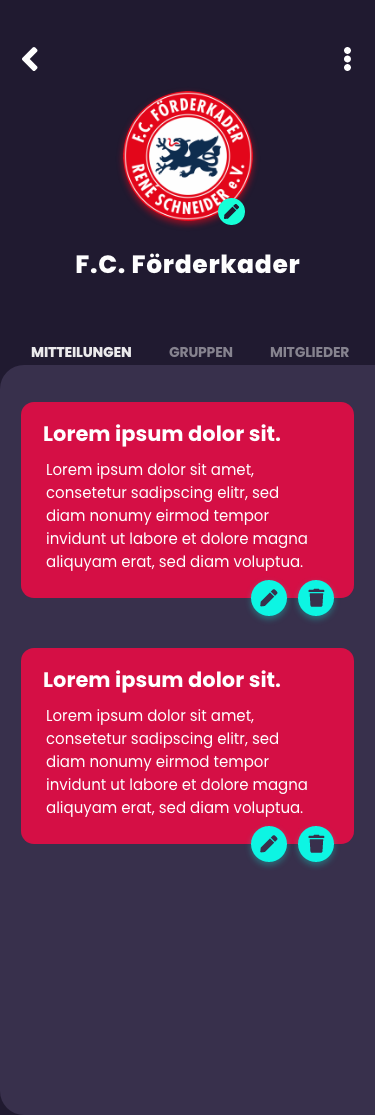 F.C. FÖRDERKADER
RENÉ SCHNEIDER e.V.
F.C. Förderkader
MITTEILUNGEN GRUPPEN MITGLIEDER
Lorem ipsum dolor sit.
Lorem ipsum dolor sit amet,
consetetur sadipscing elitr, sed
diam nonumy eirmod tempor
invidunt ut labore et dolore magna
aliquyam erat, sed diam voluptua.
Lorem ipsum dolor sit.
Lorem ipsum dolor sit amet,
consetetur sadipscing elitr, sed
diam nonumy eirmod tempor
invidunt ut labore et dolore magna
aliquyam erat, sed diam voluptua.